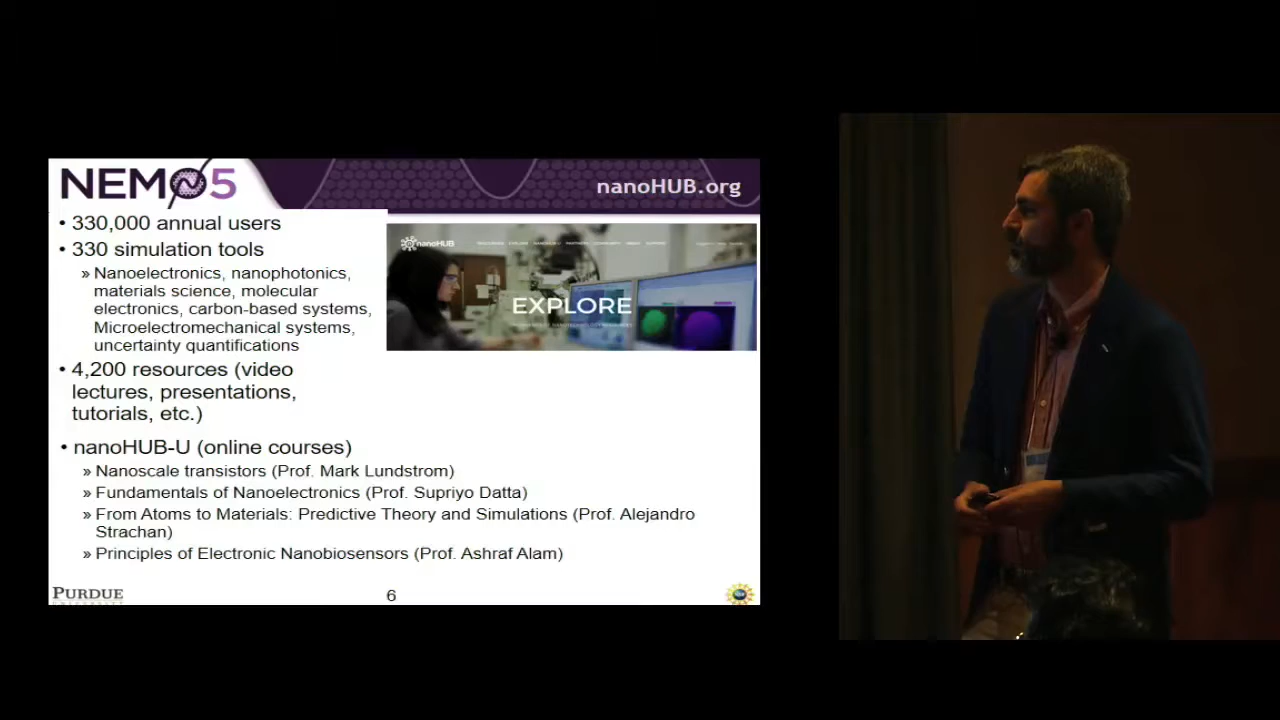 NEMO5
nanoHUB.org
• 330,000 annual users
• 330 simulation tools
» Nanoelectronics, nanophotonics,
materials science, molecular
electronics, carbon-based systems,
Microelectromechanical systems,
uncertainty quantifications
• 4,200 resources (video
lectures, presentations,
tutorials, etc.)
nanoHUB
EXPLORE
• nanoHUB-U (online courses)
» Nanoscale transistors (Prof. Mark Lundstrom)
» Fundamentals of Nanoelectronics (Prof. Supriyo Datta)
» From Atoms to Materials: Predictive Theory and Simulations (Prof. Alejandro
Strachan)
» Principles of Electronic Nanobiosensors (Prof. Ashraf Alam)
PURDUE
UNIVERSITY
6